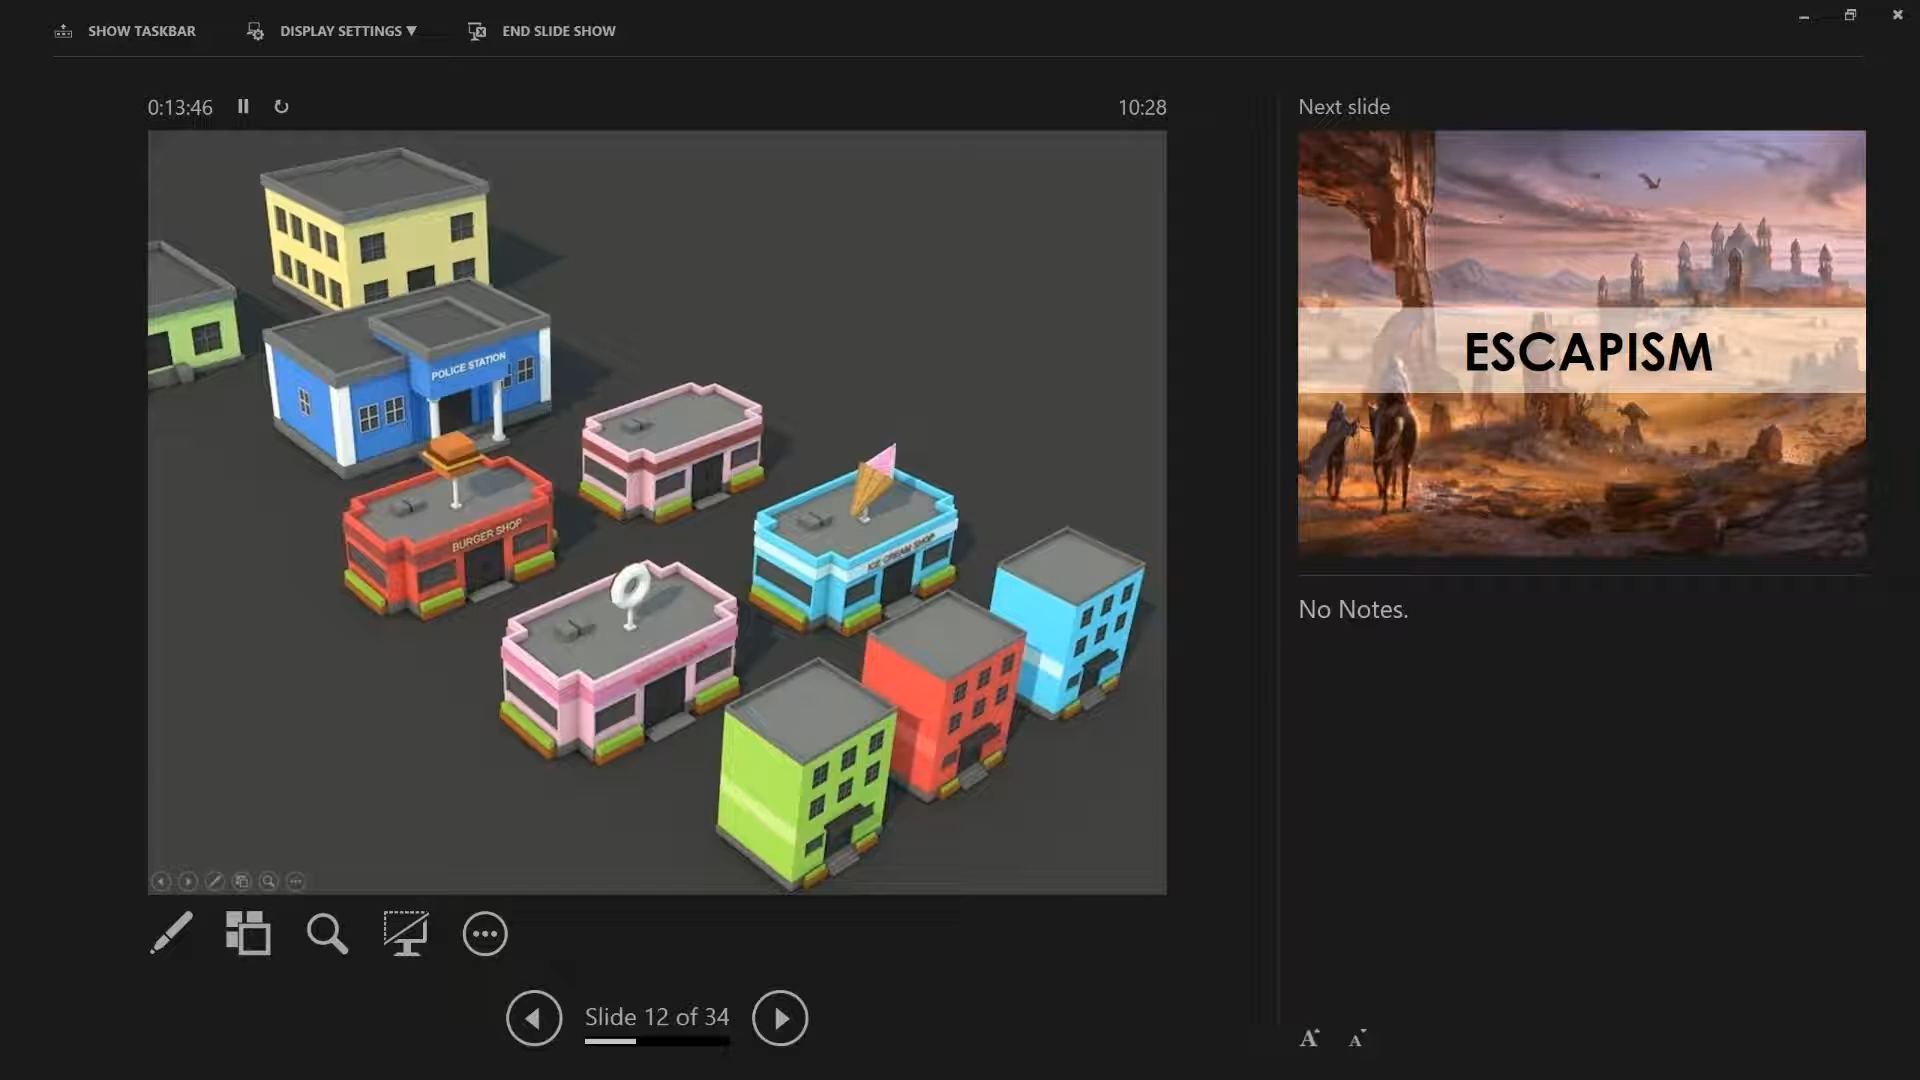 SHOW TASKBAR
DISPLAY SETTINGS ▼
END SLIDE SHOW
0:13:46
10:28
Next slide
POLICE STATION
BURGER SHOP
ICE CREAM SHOP
ESCAPISM
No Notes.
Slide 12 of 34
A
A